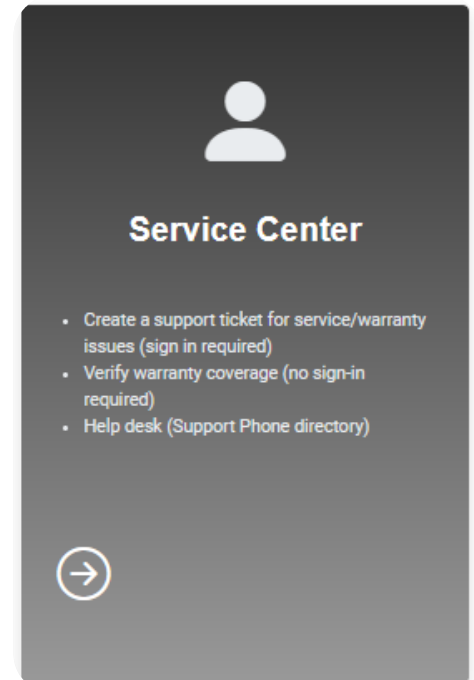 Service Center
• Create a support ticket for service/warranty
issues (sign in required)
• Verify warranty coverage (no sign-in
required)
• Help desk (Support Phone directory)